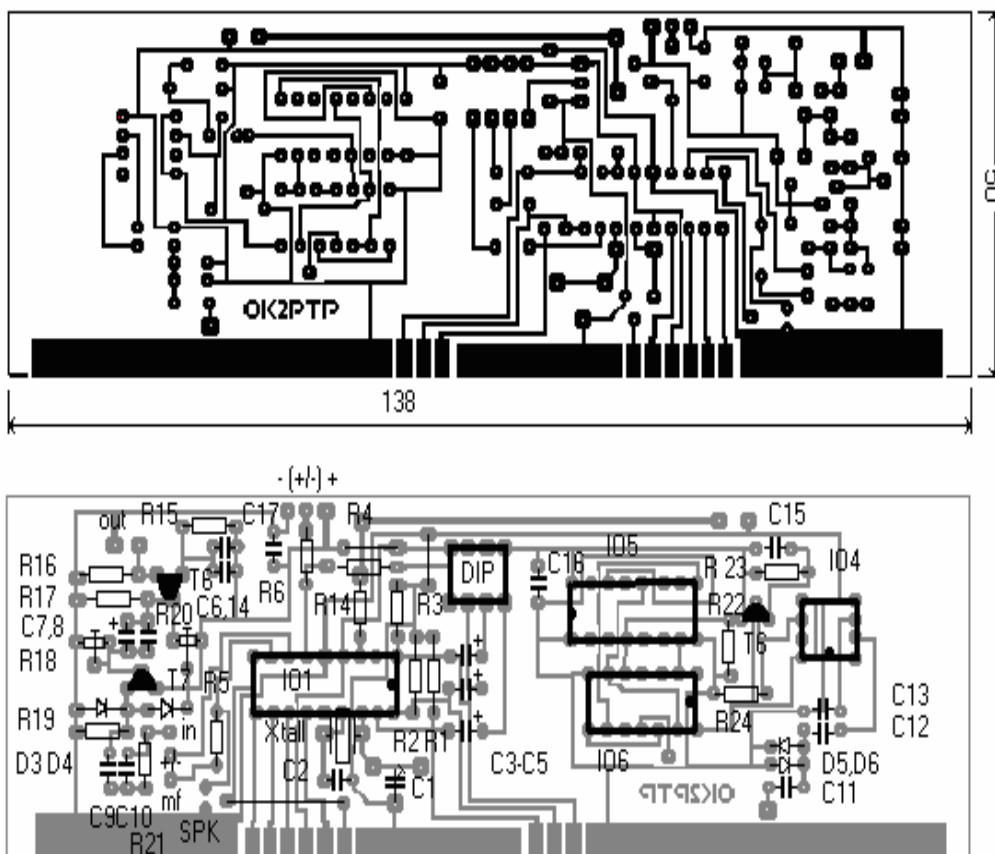 50
OK2PTP
138
- (+/-) +
out
R15
C17
R4
C15
IO5
IO4
R16
T8
R6
C16
DIP
R 23
R17
R20
C6,14
R14
R3
R22
C7,8
T6
R18
T7
R5
IO1
C13
R19
in
Xtall
R2
R1
R24
C12
D3 D4
+/-
C2
C1
C3-C5
IO6
D5,D6
mf
OK2PTP
C11
C9C10
SPK
R21